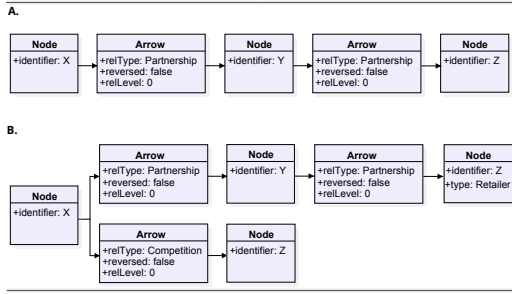 A.
Node
+identifier: X
Arrow
+relType: Partnership
+reversed: false
+relLevel: 0
Node
+identifier: Y
Arrow
+relType: Partnership
+reversed: false
+relLevel: 0
Node
+identifier: Z
B.
Node
+identifier: X
Arrow
+relType: Partnership
+reversed: false
+relLevel: 0
Node
+identifier: Y
Arrow
+relType: Partnership
+reversed: false
+relLevel: 0
Node
+identifier: Z
+type: Retailer
Arrow
+relType: Competition
+reversed: false
+relLevel: 0
Node
+identifier: Z